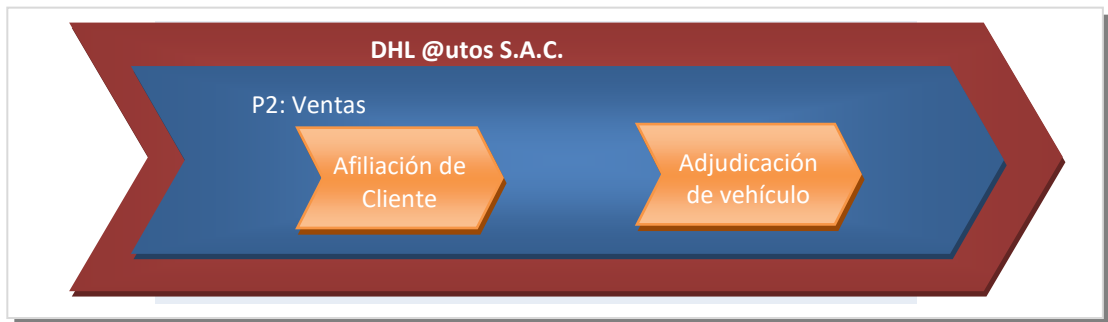 DHL @utos S.A.C.
P2: Ventas
Afiliación de
Cliente
Adjudicación
de vehículo